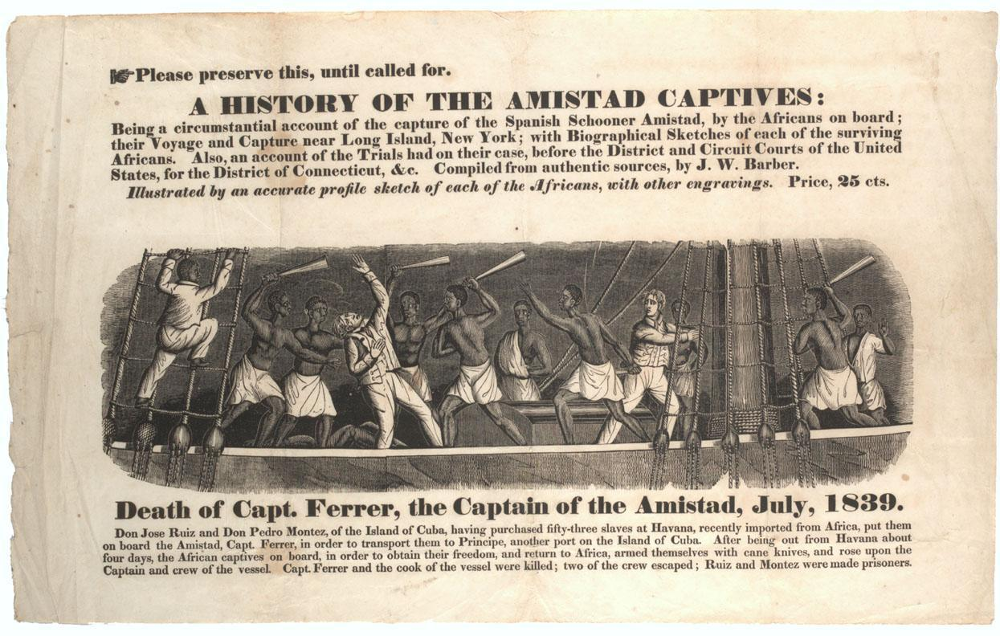 ☛Please preserve this, until called for.
A HISTORY OF THE AMISTAD CAPTIVES:
Being a circumstantial account of the capture of the Spanish Schooner Amistad, by the Africans on board;
their Voyage and Capture near Long Island, New York; with Biographical Sketches of each of the surviving
Africans. Also, an account of the Trials had on their case, before the District and Circuit Courts of the United
States, for the District of Connecticut, &c. Compiled from authentic sources, by J. W. Barber.
Illustrated by an accurate profile sketch of each of the Africans, with other engravings. Price, 25 cts.
Death of Capt. Ferrer, the Captain of the Amistad, July, 1839.
Don Jose Ruiz and Don Pedro Montez, of the Island of Cuba, having purchased fifty-three slaves at Havana, recently imported from Africa, put them
on board the Amistad, Capt. Ferrer, in order to transport them to Principe, another port on the Island of Cuba. After being out from Havana about
four days, the African captives on board, in order to obtain their freedom, and return to Africa, armed themselves with cane knives, and rose upon the
Captain and crew of the vessel. Capt. Ferrer and the cook of the vessel were killed; two of the crew escaped; Ruiz and Montez were made prisoners.